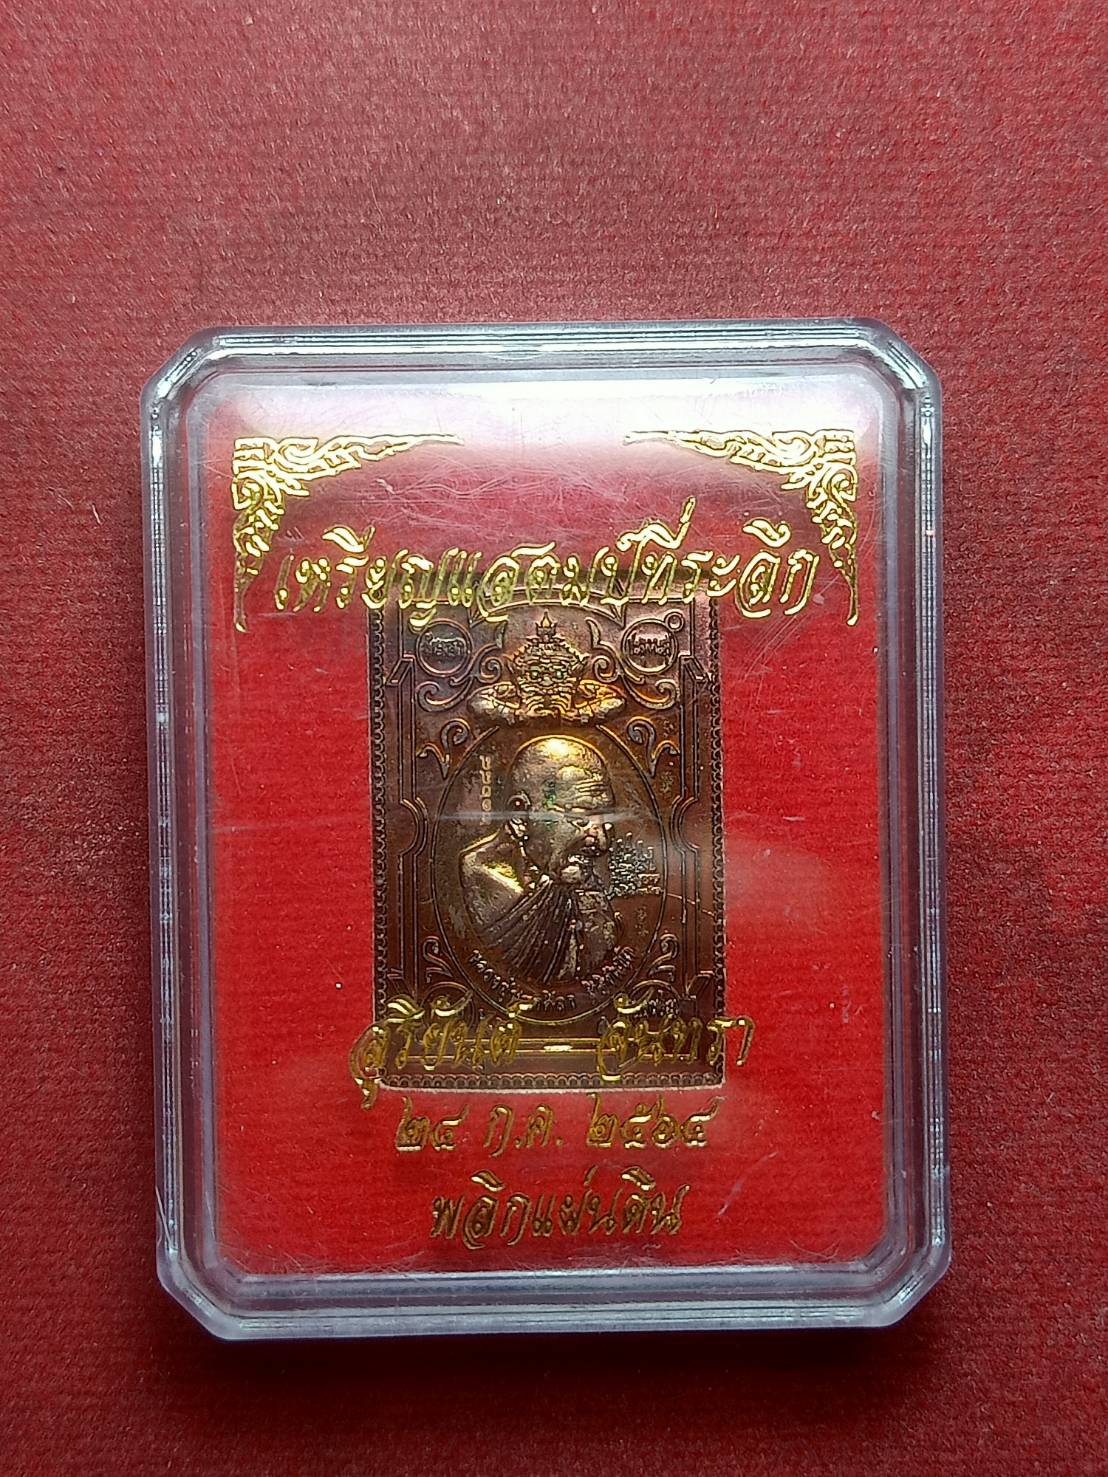 เหรียญแสตมป์ที่ระลึก
สุริยันต์ - จันทรา
๒๔ ก.ค. ๒๕๖๔
พลิกแผ่นดิน